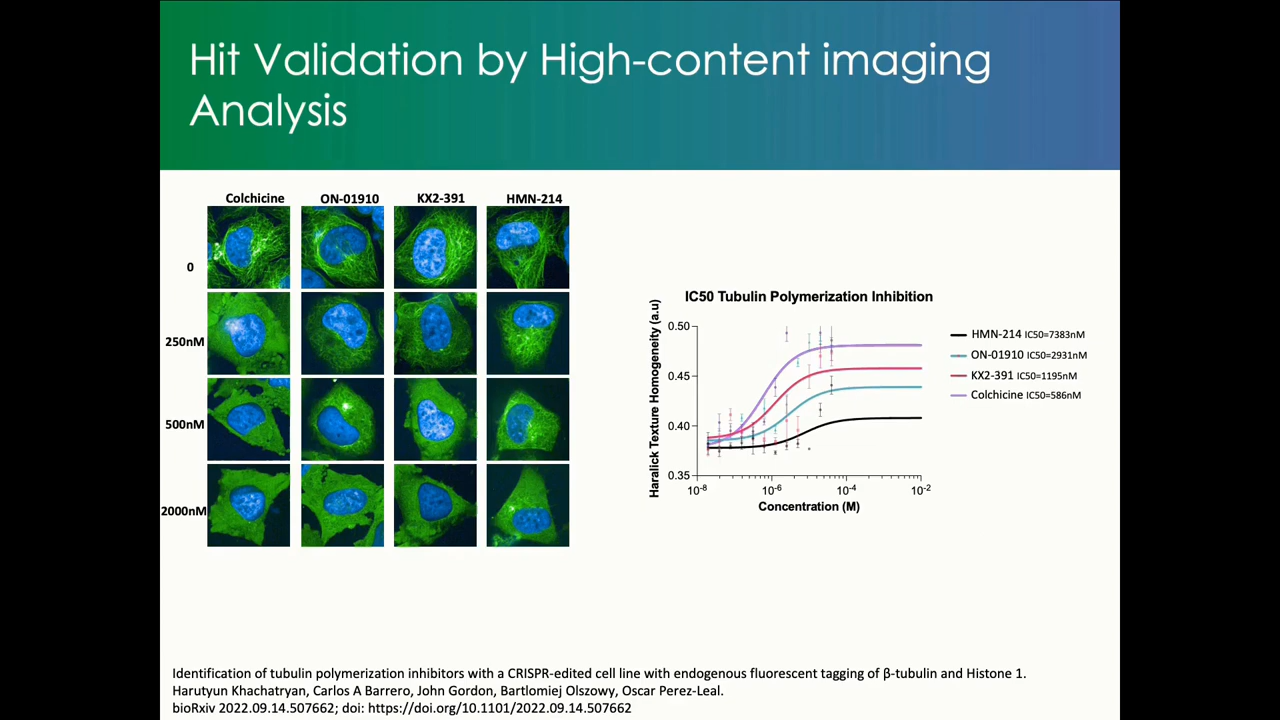 Hit Validation by High-content imaging
Analysis
Colchicine
ON-01910
KX2-391
HMN-214
0
250nM
500nM
2000nM
IC50 Tubulin Polymerization Inhibition
Haralick Texture Homogeneity (a.u)
0.50
0.45
0.40
0.35
10-8
10-6
10-4
10-2
Concentration (M)
HMN-214 IC50=7383nM
ON-01910 IC50=2931nM
KX2-391 IC50=1195nM
Colchicine IC50=586nM
Identification of tubulin polymerization inhibitors with a CRISPR-edited cell line with endogenous fluorescent tagging of β-tubulin and Histone 1.
Harutyun Khachatryan, Carlos A Barrero, John Gordon, Bartlomiej Olszowy, Oscar Perez-Leal.
bioRxiv 2022.09.14.507662; doi: https://doi.org/10.1101/2022.09.14.507662